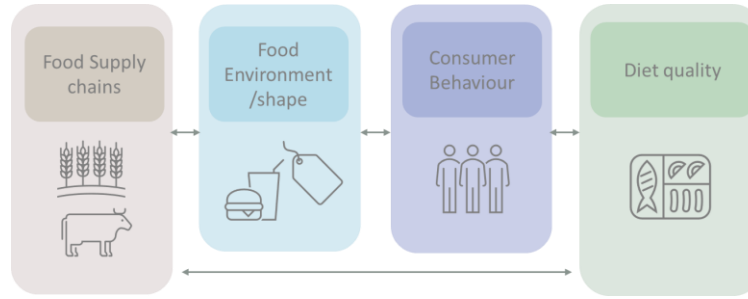 Food Supply
chains
Food
Environment
/shape
Consumer
Behaviour
Diet quality